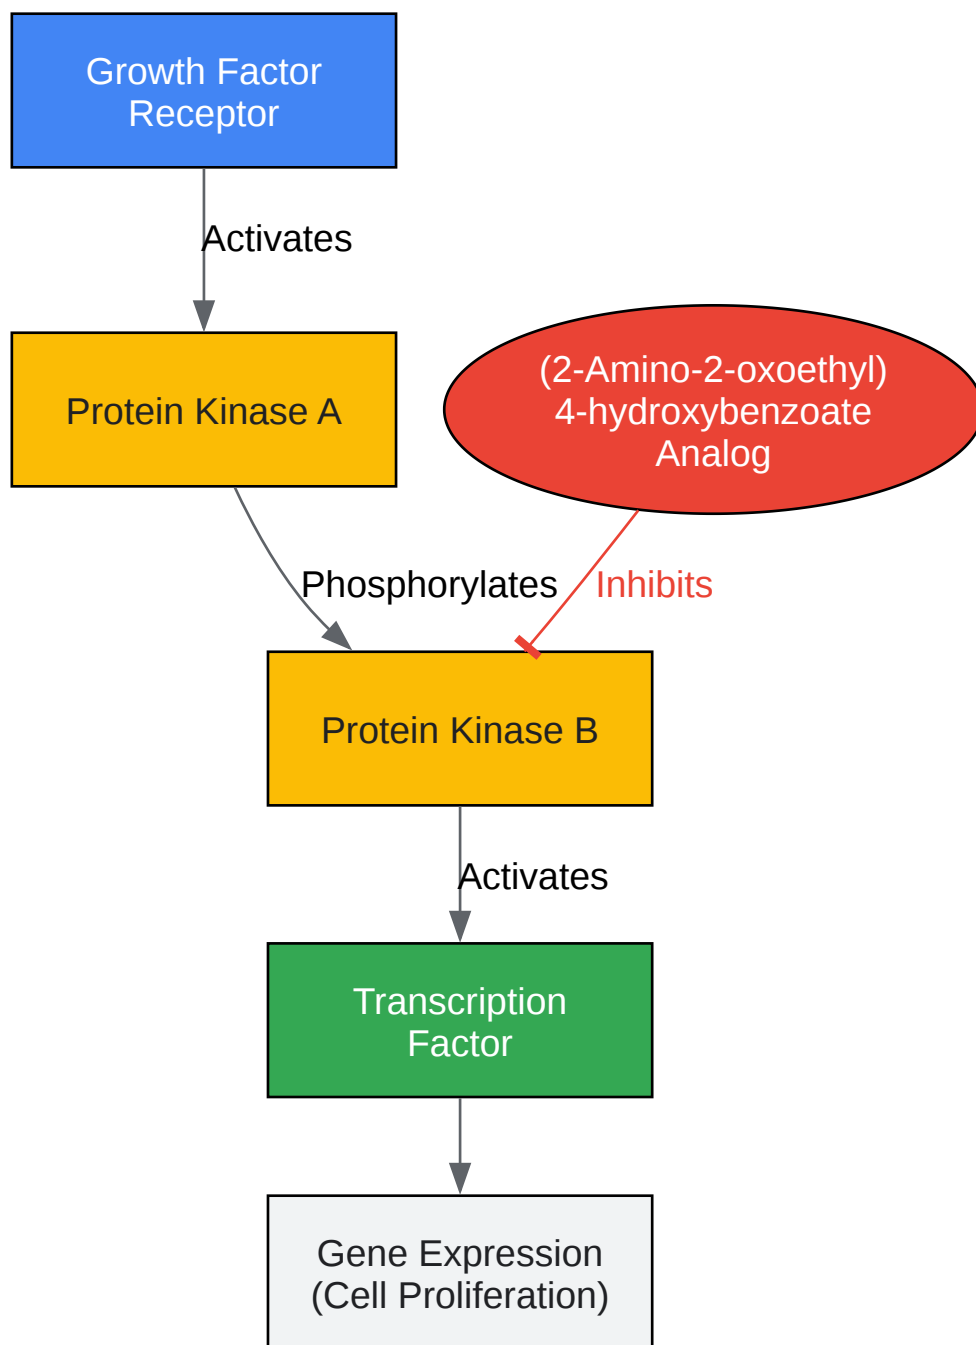 Growth Factor
Receptor
Activates
Protein Kinase A
(2-Amino-2-oxoethyl)
4-hydroxybenzoate
Analog
Phosphorylates
Inhibits
Protein Kinase B
Activates
Transcription
Factor
Gene Expression
(Cell Proliferation)